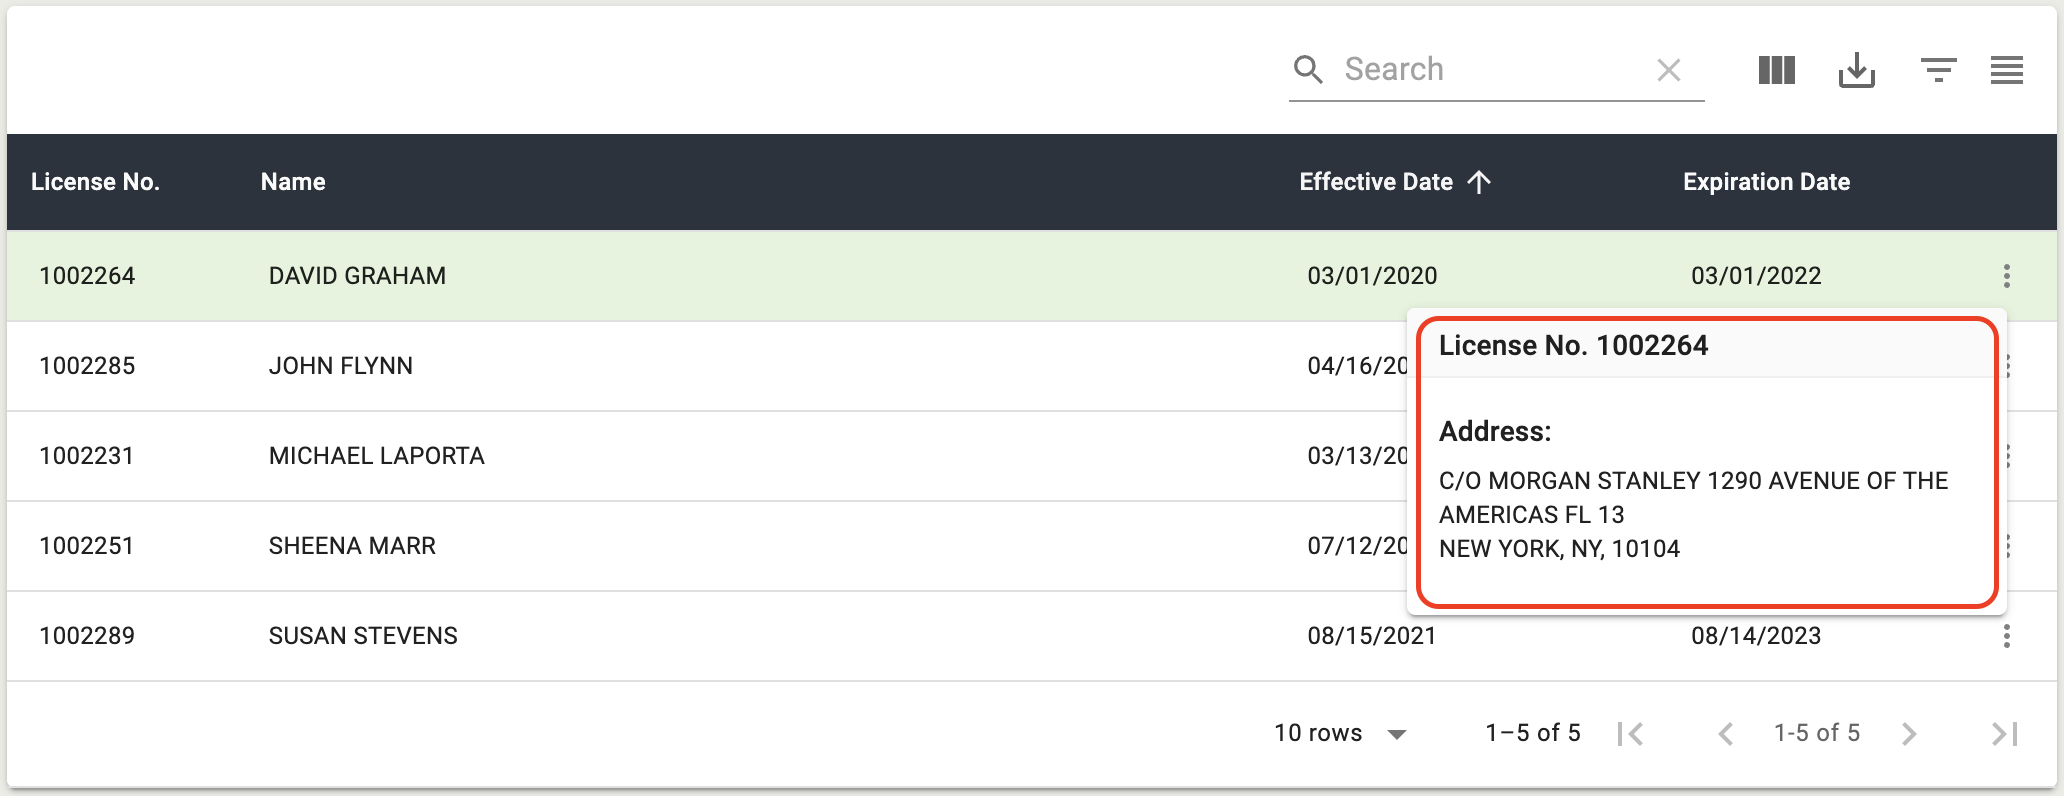 Search
License No. Name Effective Date Expiration Date
1002264 DAVID GRAHAM 03/01/2020 03/01/2022
1002285 JOHN FLYNN 04/16/20
1002231 MICHAEL LAPORTA 03/13/20
1002251 SHEENA MARR 07/12/20
1002289 SUSAN STEVENS 08/15/2021 08/14/2023
License No. 1002264
Address:
C/O MORGAN STANLEY 1290 AVENUE OF THE
AMERICAS FL 13
NEW YORK, NY, 10104
10 rows 1–5 of 5 1-5 of 5